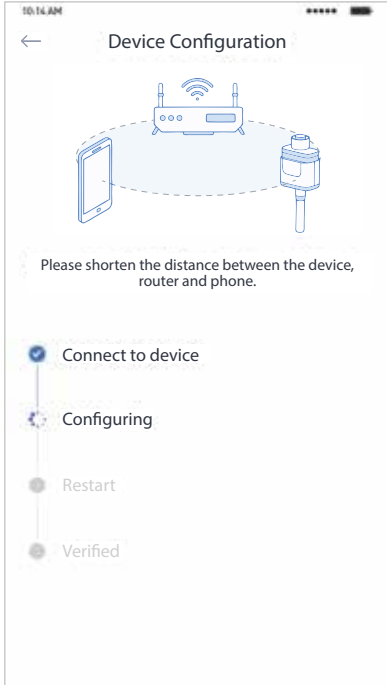 10:14 AM
Device Configuration
Please shorten the distance between the device,
router and phone.
Connect to device
Configuring
Restart
Verified